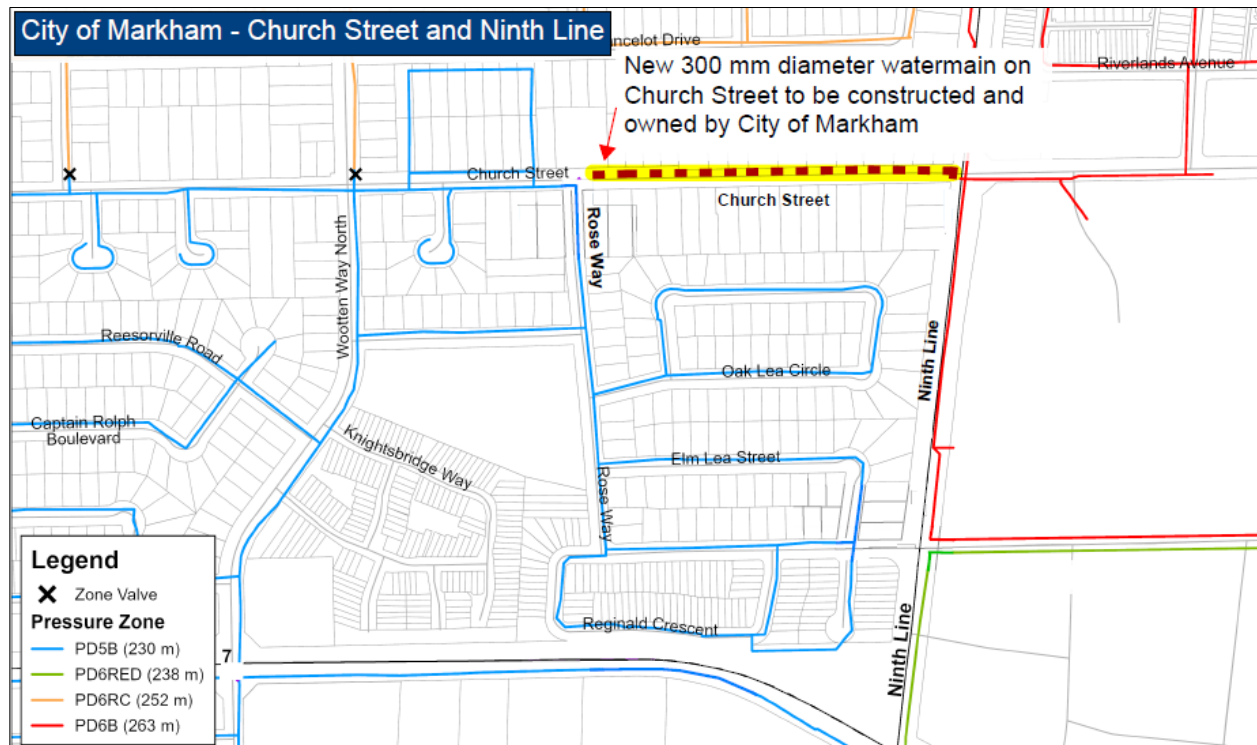 City of Markham - Church Street and Ninth Line
ancelot Drive
New 300 mm diameter watermain on
Church Street to be constructed and
owned by City of Markham
Riverlands Avenue
Church Street
Church Street
Rose Way
Wootten Way North
Reesorville Road
Oak Lea Circle
Ninth Line
Captain Rolph
Boulevard
Knightsbridge Way
Elm Lea Street
Rose Way
Reginald Crescent
Ninth Line
7
Legend
Zone Valve
Pressure Zone
PD5B (230 m)
PD6RED (238 m)
PD6RC (252 m)
PD6B (263 m)